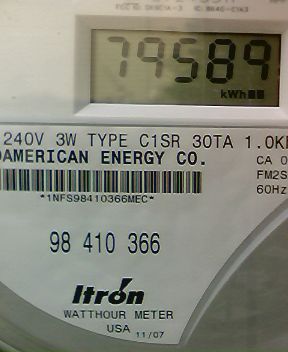 79589
kWh
240V 3W TYPE C1SR 30TA 1.0K
AMERICAN ENERGY CO.
CA 0
FM2S
60Hz
*1NFS98410366MEC*
98 410 366
Itron
WATTHOUR METER
USA 11/07